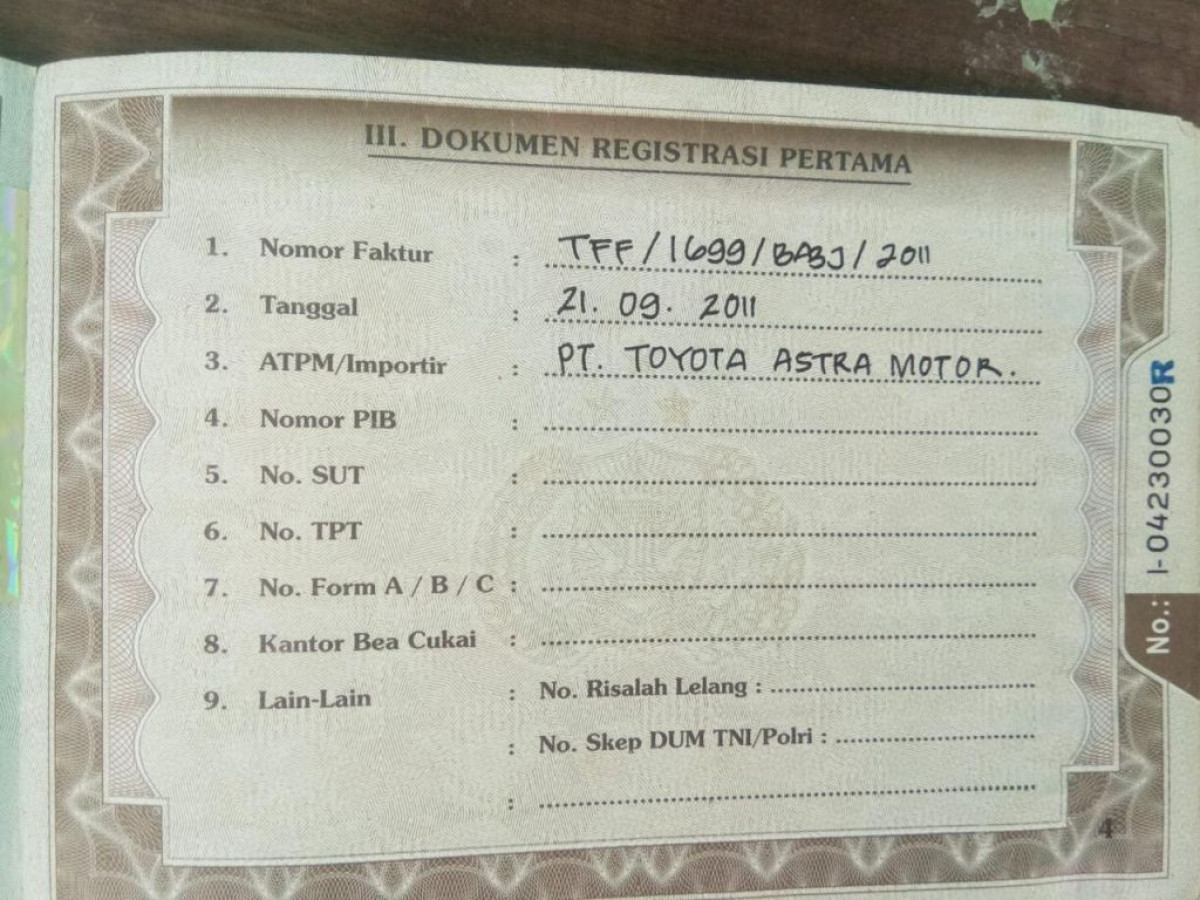 III. DOKUMEN REGISTRASI PERTAMA
1. Nomor Faktur : TFF/1699/BABJ/2011
2. Tanggal : 21. 09. 2011
3. ATPM/Importir : PT. TOYOTA ASTRA MOTOR.
4. Nomor PIB :
5. No. SUT :
6. No. TPT :
7. No. Form A / B / C :
8. Kantor Bea Cukai :
9. Lain-Lain : No. Risalah Lelang :
: No. Skep DUM TNI/Polri :
:
No.: I-04230030R
4